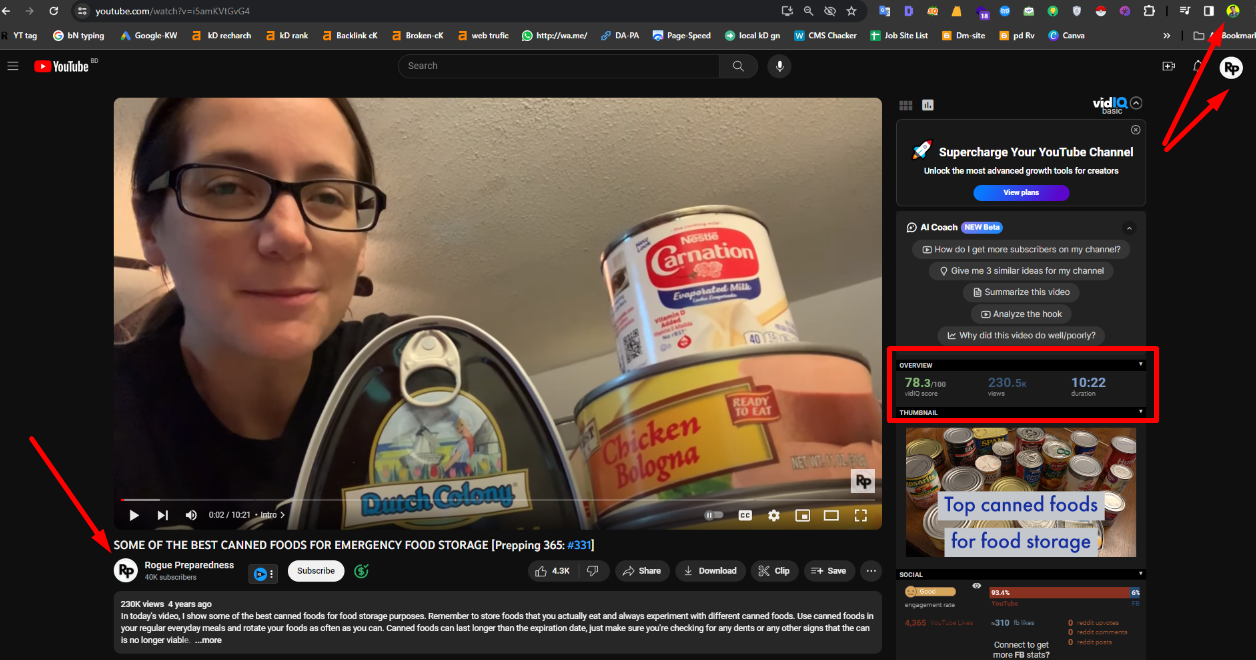 youtube.com/watch?v=i5amKVtGvG4
18
YT tag
bN typing
Google-KW
kD recharch
kD rank
Backlink cK
Broken-cK
web trufic
http://wa.me/
DA-PA
Page-Speed
local kD gn
CMS Chacker
Job Site List
Dm-site
pd Rv
Canva
»
YouTube BD
Search
Rp
vidIQ
basic
Supercharge Your YouTube Channel
Unlock the most advanced growth tools for creators
View plans
AI Coach NEW Beta
How do I get more subscribers on my channel?
Give me 3 similar ideas for my channel
Summarize this video
Analyze the hook
Why did this video do well/poorly?
OVERVIEW
78.3/100 230.5K 10:22
vidIQ score views duration
THUMBNAIL
Top canned foods
for food storage
SOCIAL
Good 93.4% 6%
engagement rate YouTube FB
4,365 YouTube Likes ≈310 fb likes 0 reddit upvotes
0 reddit comments
0 reddit posts
Connect to get
more FB stats?
Nestle
Carnation
Evaporated Milk
Vitamin D
Added
READY
TO EAT
Chicken
Bologna
Dutch Colony
Rp
0:02 / 10:21 • Intro
CC
SOME OF THE BEST CANNED FOODS FOR EMERGENCY FOOD STORAGE [Prepping 365: #331]
Rp
Rogue Preparedness
40K subscribers
Subscribe
4.3K
Share
Download
Clip
Save
230K views 4 years ago
In today's video, I show some of the best canned foods for food storage purposes. Remember to store foods that you actually eat and always experiment with different canned foods. Use canned foods in
your regular everyday meals and rotate your foods as often as you can. Canned foods can last longer than the expiration date, just make sure you're checking for any dents or any other signs that the can
is no longer viable. ...more